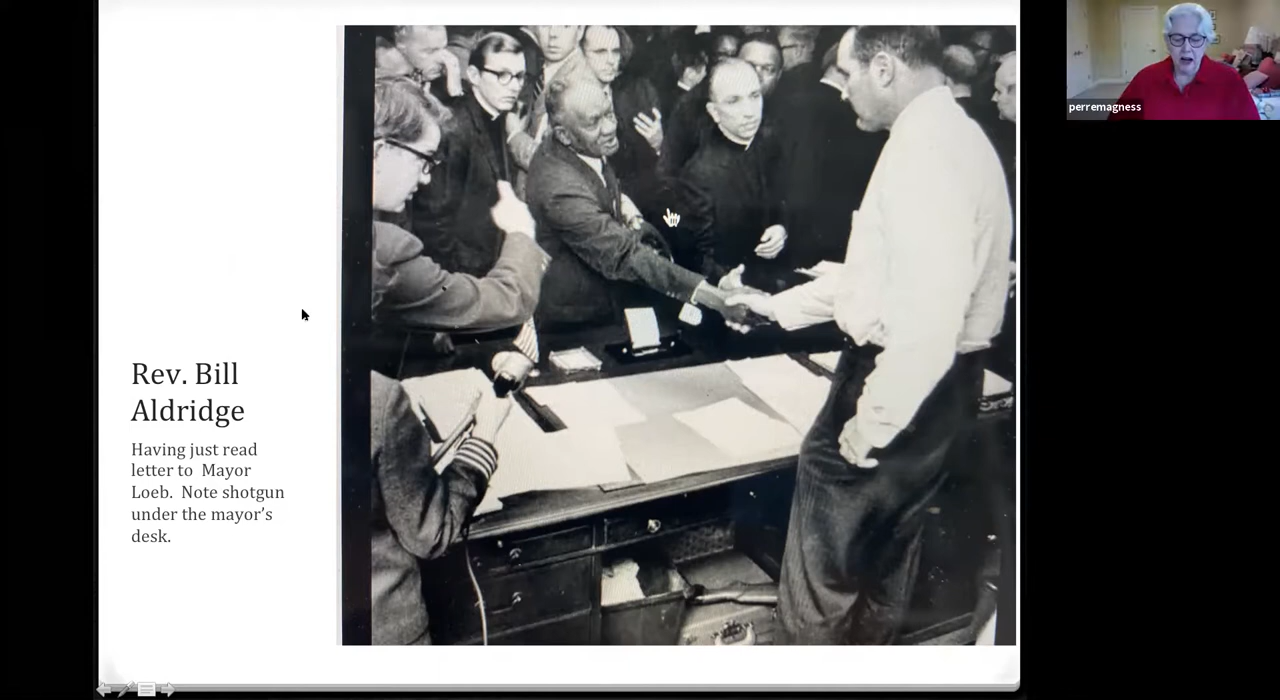 Rev. Bill
Aldridge
Having just read
letter to  Mayor
Loeb.  Note shotgun
under the mayor’s
desk.
perremagness